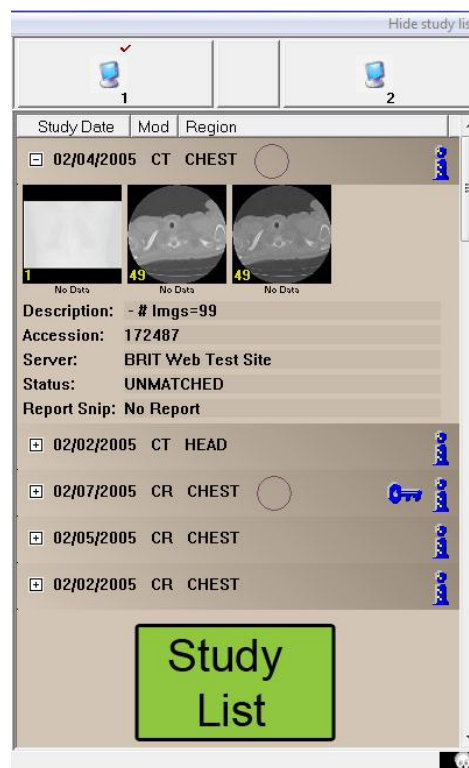 Hide study lis
1
2
Study Date Mod Region
02/04/2005 CT CHEST
1 49 49
No Data No Data No Data
Description: - # Imgs=99
Accession: 172487
Server: BRIT Web Test Site
Status: UNMATCHED
Report Snip: No Report
02/02/2005 CT HEAD
02/07/2005 CR CHEST
02/05/2005 CR CHEST
02/02/2005 CR CHEST
Study
List